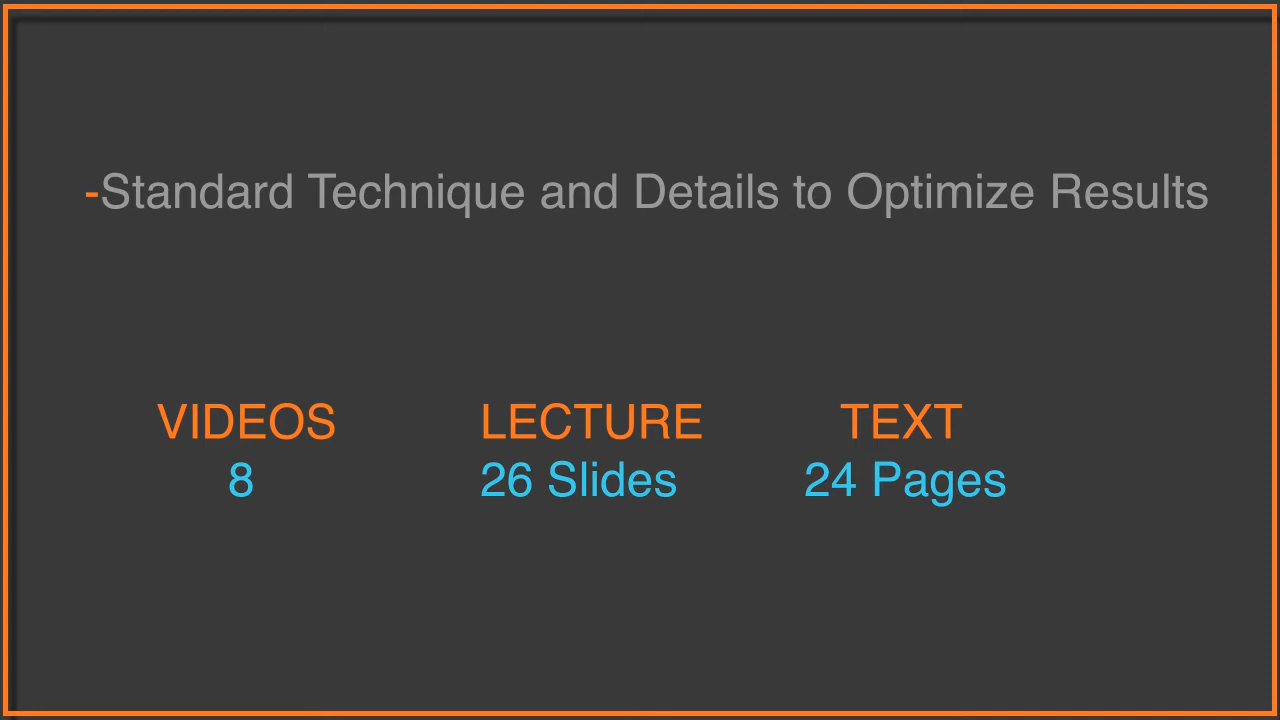 -Standard Technique and Details to Optimize Results
VIDEOS LECTURE TEXT
8 26 Slides 24 Pages